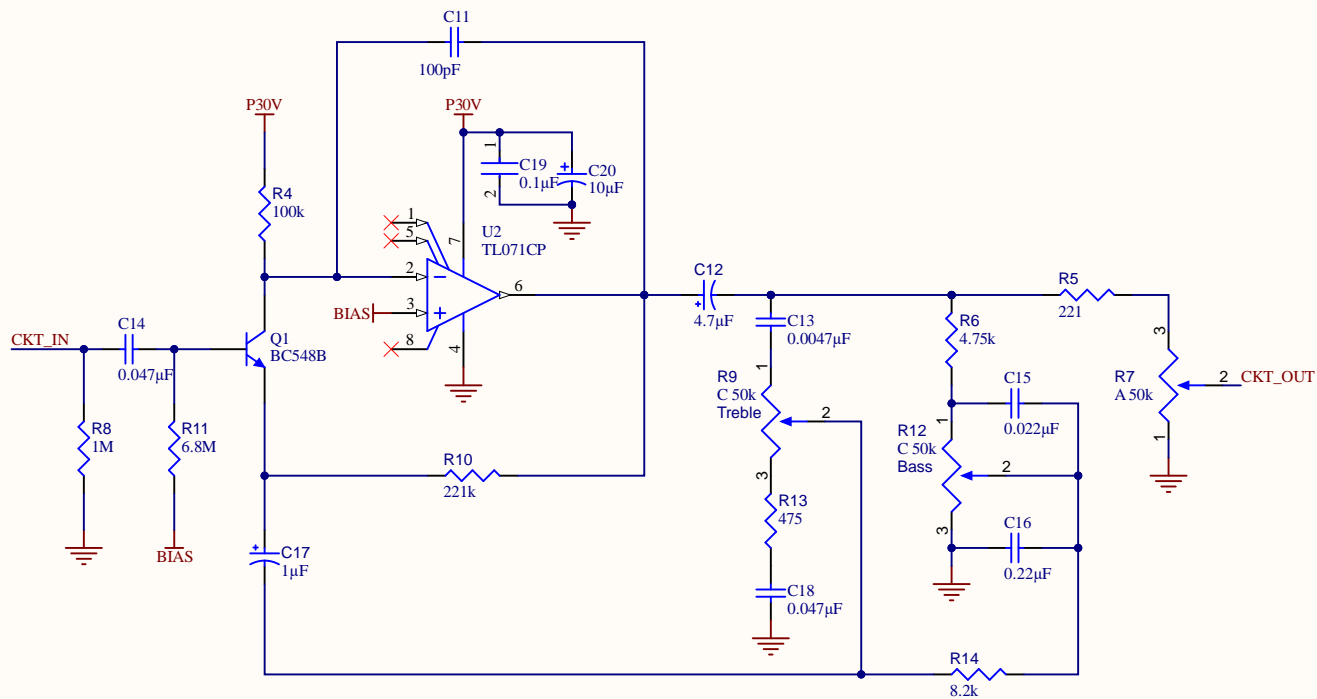 C11
100pF
P30V
P30V
R4
100k
1
2
C19
0.1µF
C20
10µF
1
5
7
U2
TL071CP
2
3
BIAS
6
8
4
C12
4.7µF
R5
221
CKT_IN
C14
0.047µF
Q1
BC548B
C13
0.0047µF
R6
4.75k
3
R7
A 50k
2
CKT_OUT
1
1
R9
C 50k
Treble
2
3
C15
0.022µF
1
R12
C 50k
Bass
2
3
R8
1M
R11
6.8M
R10
221k
R13
475
C16
0.22µF
BIAS
C17
1µF
C18
0.047µF
R14
8.2k